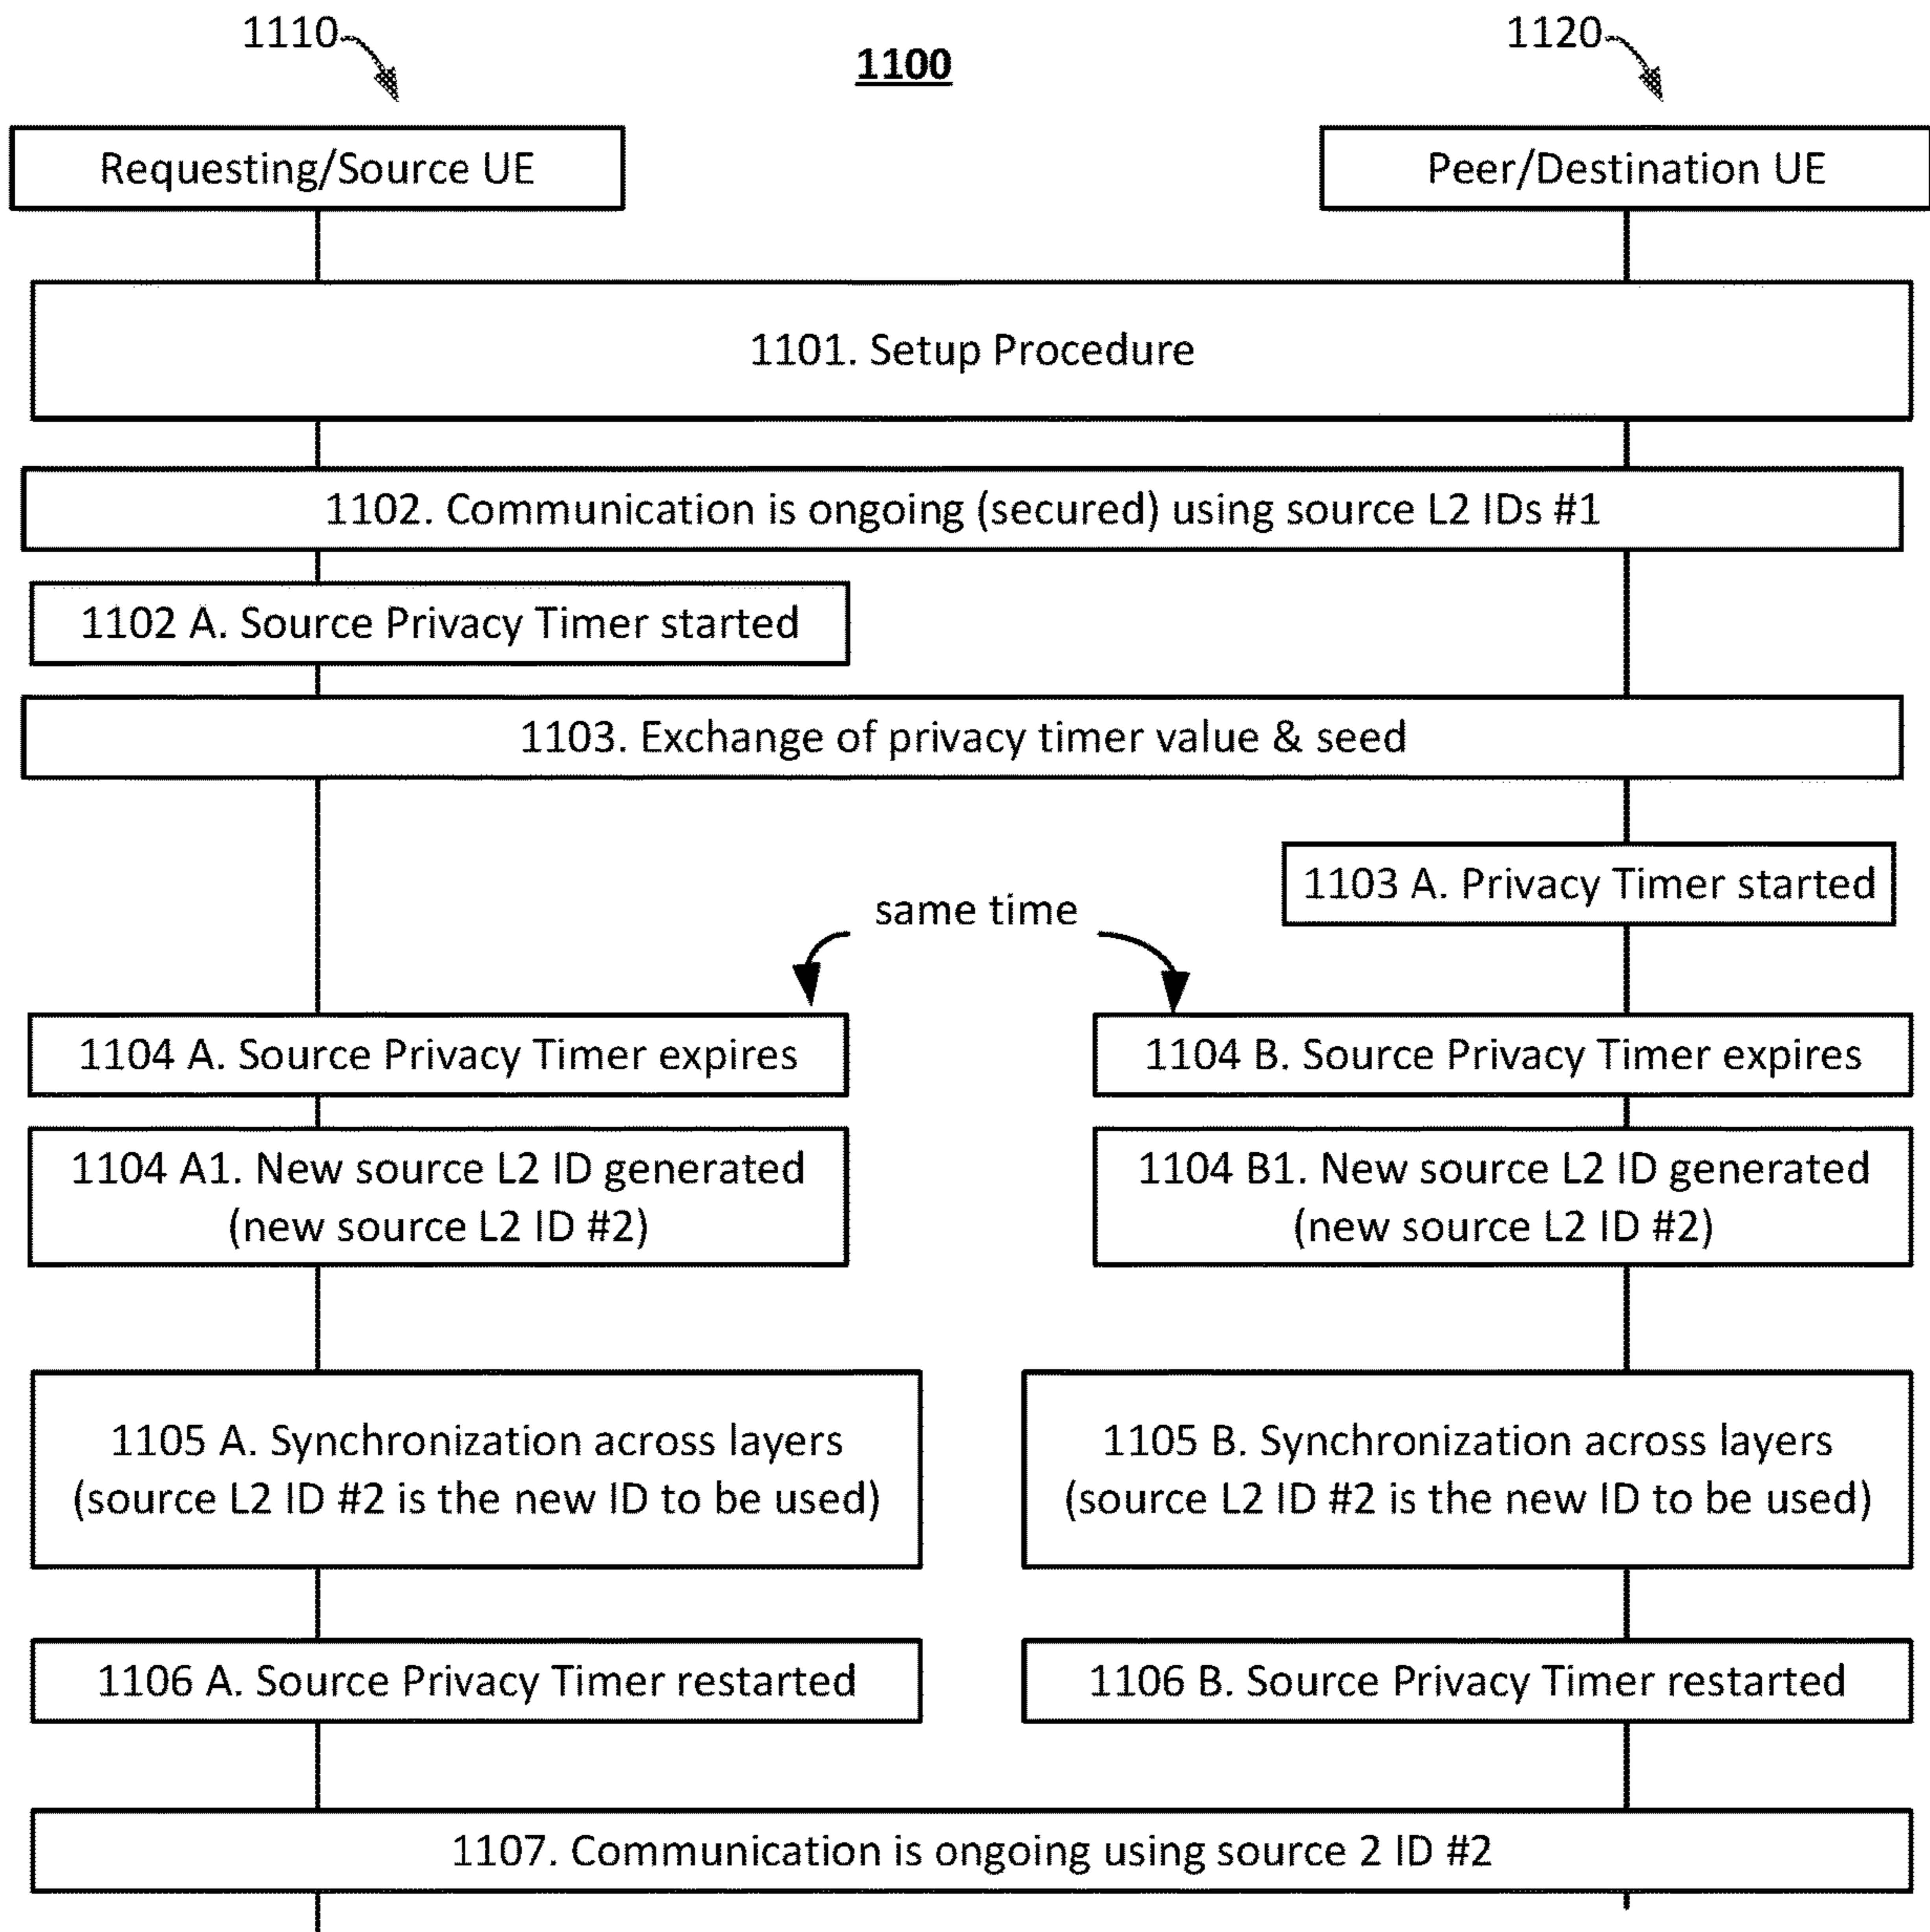 1110
1100
1120
Requesting/Source UE
Peer/Destination UE
1101. Setup Procedure
1102. Communication is ongoing (secured) using source L2 IDs #1
1102 A. Source Privacy Timer started
1103. Exchange of privacy timer value & seed
1103 A. Privacy Timer started
same time
1104 A. Source Privacy Timer expires
1104 B. Source Privacy Timer expires
1104 A1. New source L2 ID generated
(new source L2 ID #2)
1104 B1. New source L2 ID generated
(new source L2 ID #2)
1105 A. Synchronization across layers
(source L2 ID #2 is the new ID to be used)
1105 B. Synchronization across layers
(source L2 ID #2 is the new ID to be used)
1106 A. Source Privacy Timer restarted
1106 B. Source Privacy Timer restarted
1107. Communication is ongoing using source 2 ID #2